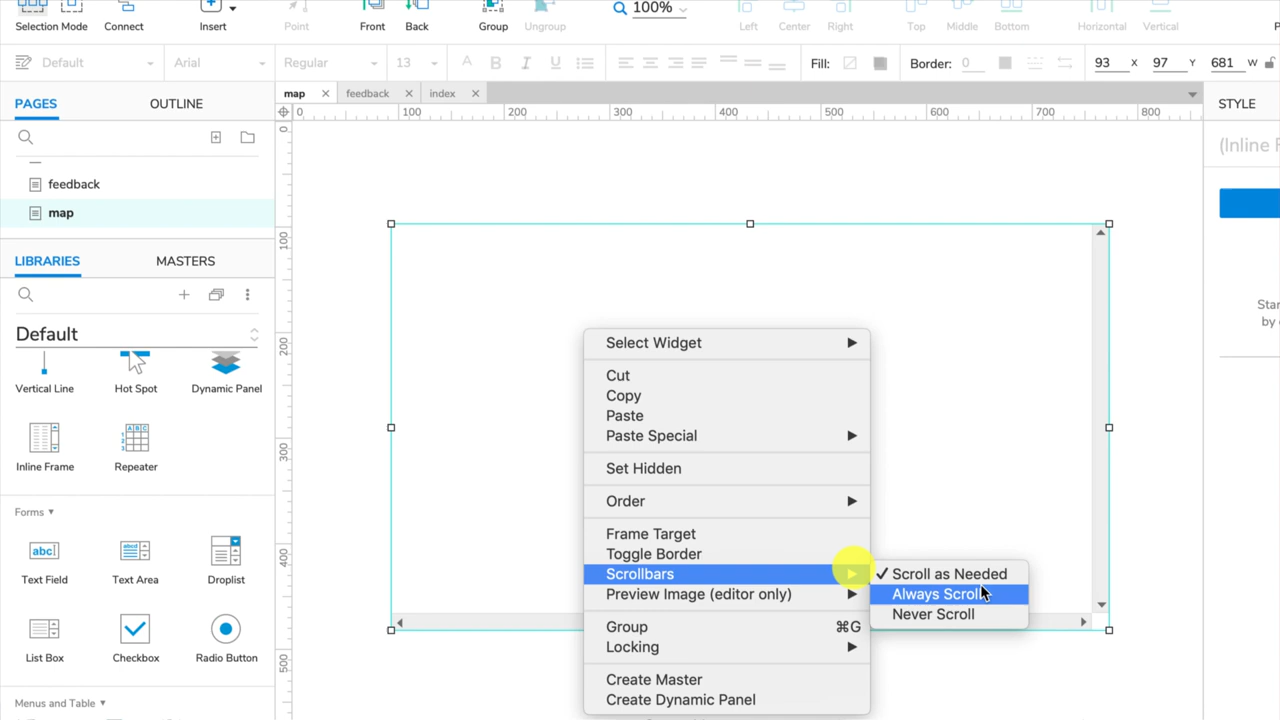 100%
Selection Mode Connect Insert Point Front Back Group Ungroup Left Center Right Top Middle Bottom Horizontal Vertical
Default Arial Regular 13 A B I U Fill: Border: 0 93 X 97 Y 681 W
PAGES OUTLINE
map feedback index
STYLE
0 100 200 300 400 500 600 700 800
(Inline F
feedback
map
LIBRARIES MASTERS
Default
Vertical Line Hot Spot Dynamic Panel
Inline Frame Repeater
Forms
Text Field Text Area Droplist
List Box Checkbox Radio Button
Menus and Table
0
100
200
300
400
500
Select Widget
Cut
Copy
Paste
Paste Special
Set Hidden
Order
Frame Target
Toggle Border
Scrollbars
Preview Image (editor only)
Group ⌘G
Locking
Create Master
Create Dynamic Panel
✓ Scroll as Needed
Always Scroll
Never Scroll
Star
by c